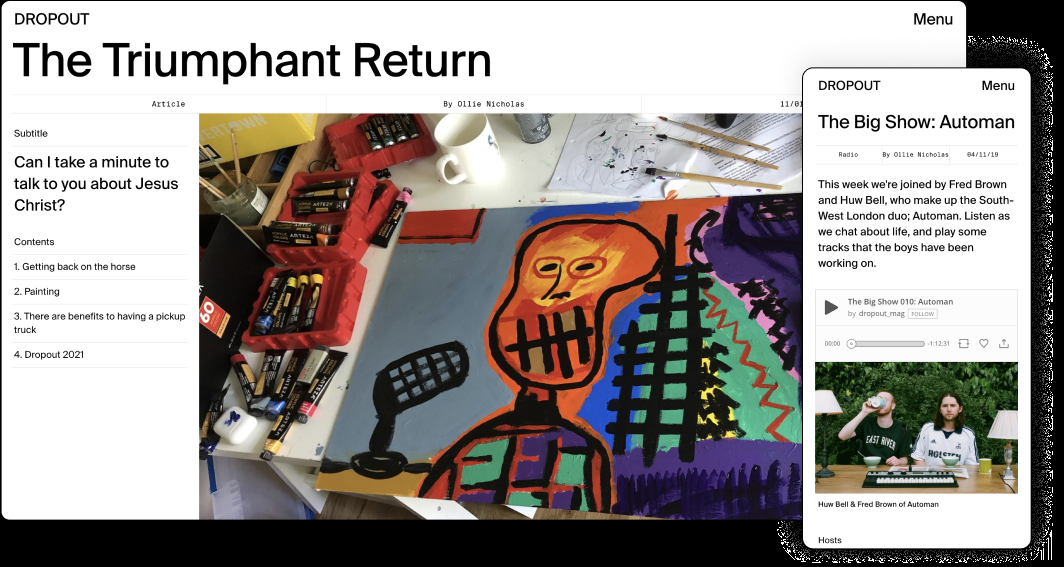 DROPOUT
Menu
The Triumphant Return
Article
By Ollie Nicholas
11/01
Subtitle
Can I take a minute to
talk to you about Jesus
Christ?
Contents
1. Getting back on the horse
2. Painting
3. There are benefits to having a pickup
truck
4. Dropout 2021
60
DROPOUT
Menu
The Big Show: Automan
Radio
By Ollie Nicholas
04/11/19
This week we're joined by Fred Brown
and Huw Bell, who make up the South-
West London duo; Automan. Listen as
we chat about life, and play some
tracks that the boys have been
working on.
The Big Show 010: Automan
by dropout_mag
FOLLOW
00:00
-1:12:31
EAST RIVER
HOLSTEN
Huw Bell & Fred Brown of Automan
Hosts